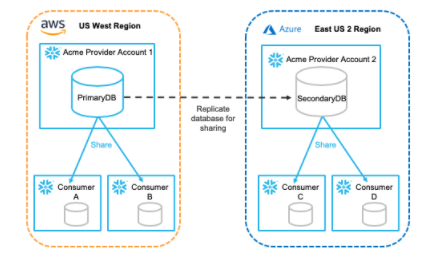 aws
US West Region
Azure
East US 2 Region
Acme Provider Account 1
Acme Provider Account 2
PrimaryDB
SecondaryDB
Replicate
database for
sharing
Share
Share
Consumer
A
Consumer
B
Consumer
C
Consumer
D